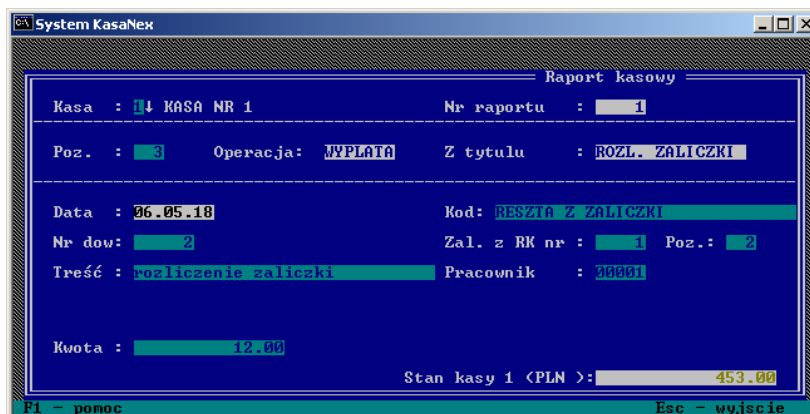 System KasaNex
Raport kasowy
Kasa : 1↓ KASA NR 1 Nr raportu : 1
Poz. : 3 Operacja: WYPLATA Z tytulu : ROZL. ZALICZKI
Data : 06.05.18 Kod: RESZTA Z ZALICZKI
Nr dow: 2 Zal. z RK nr : 1 Poz.: 2
Treść : rozliczenie zaliczki Pracownik : 00001
Kwota : 12.00
Stan kasy 1 (PLN ): 453.00
F1 - pomoc Esc - wyjscie